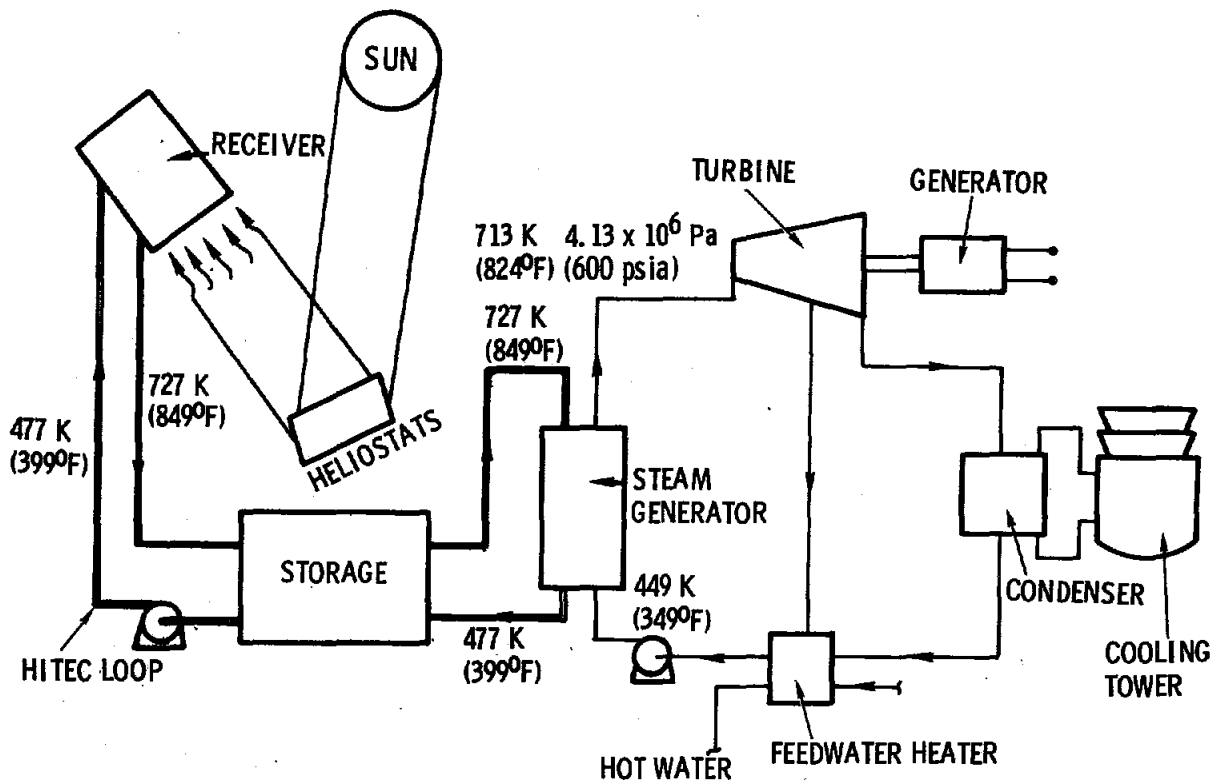 SUN
RECEIVER
TURBINE
GENERATOR
713 K 4.13 x 10⁶ Pa
(824⁰F) (600 psia)
727 K
(849⁰F)
727 K
(849⁰F)
477 K
(399⁰F)
HELIOSTATS
STEAM
GENERATOR
STORAGE
CONDENSER
449 K
(349⁰F)
477 K
(399⁰F)
HITEC LOOP
COOLING
TOWER
HOT WATER
FEEDWATER HEATER